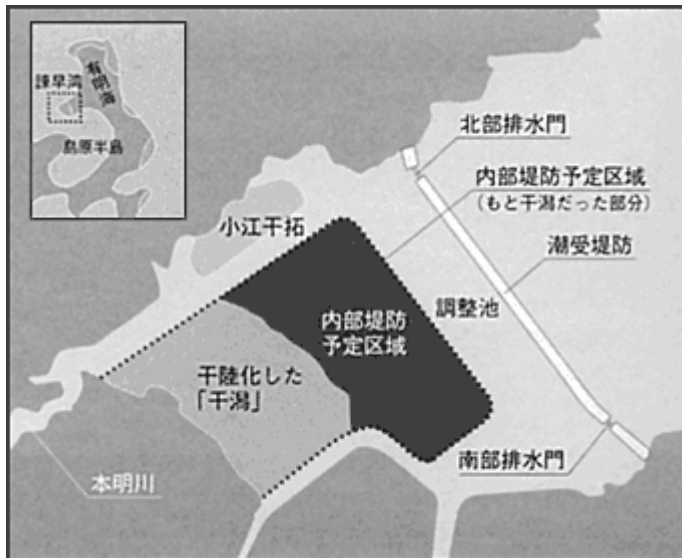 有明海
諫早湾
島原半島
北部排水門
内部堤防予定区域
(もと干潟だった部分)
小江干拓
潮受堤防
調整池
内部堤防
予定区域
干陸化した
「干潟」
南部排水門
本明川